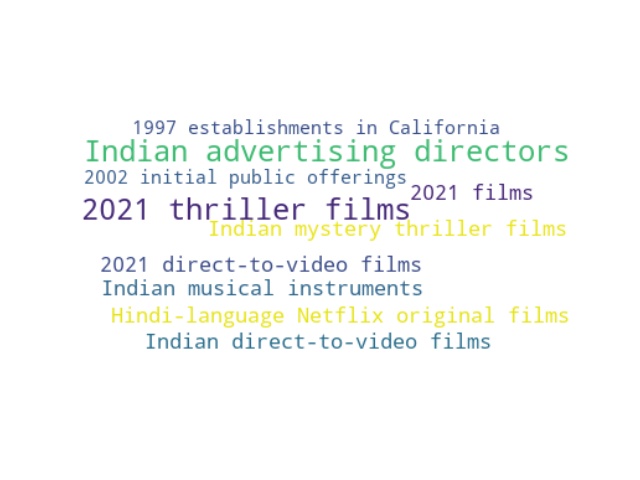 1997 establishments in California
Indian advertising directors
2002 initial public offerings
2021 films
2021 thriller films
Indian mystery thriller films
2021 direct-to-video films
Indian musical instruments
Hindi-language Netflix original films
Indian direct-to-video films